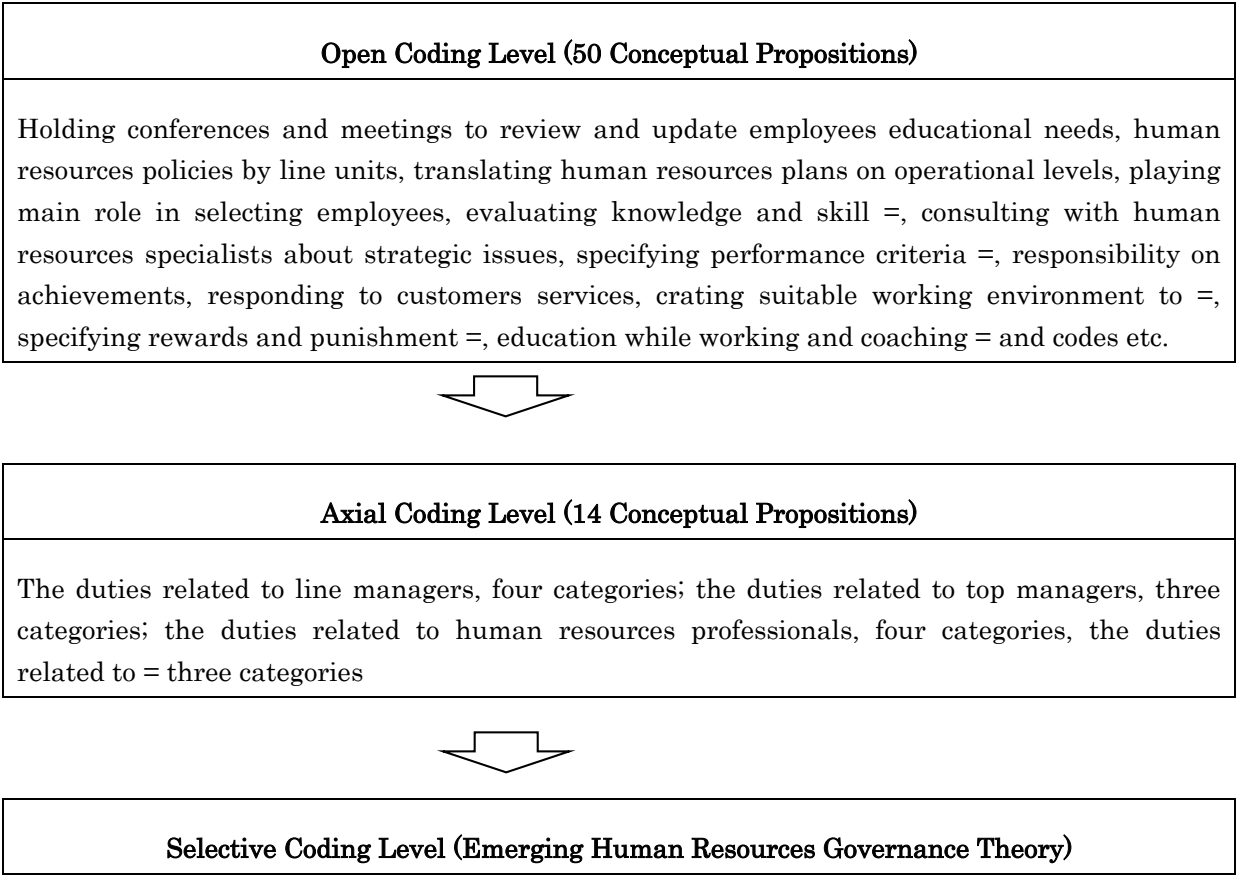 Open Coding Level (50 Conceptual Propositions)
Holding conferences and meetings to review and update employees educational needs, human
resources policies by line units, translating human resources plans on operational levels, playing
main role in selecting employees, evaluating knowledge and skill =, consulting with human
resources specialists about strategic issues, specifying performance criteria =, responsibility on
achievements, responding to customers services, crating suitable working environment to =,
specifying rewards and punishment =, education while working and coaching = and codes etc.
Axial Coding Level (14 Conceptual Propositions)
The duties related to line managers, four categories; the duties related to top managers, three
categories; the duties related to human resources professionals, four categories, the duties
related to = three categories
Selective Coding Level (Emerging Human Resources Governance Theory)